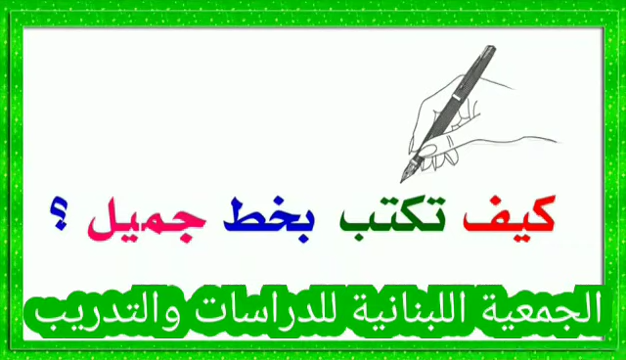 كيف تكتب بخط جميل ؟
الجمعية اللبنانية للدراسات والتدريب